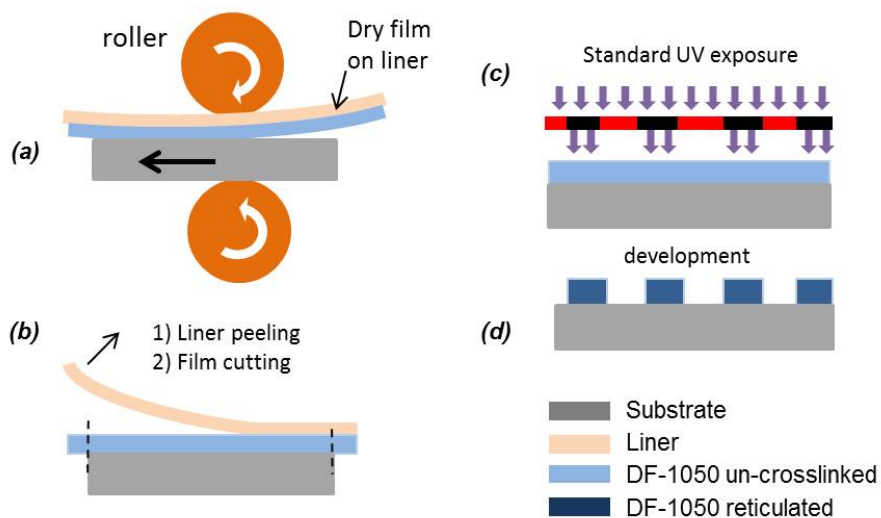 roller
Dry film
on liner
(a)
(b)
1) Liner peeling
2) Film cutting
(c)
Standard UV exposure
development
(d)
Substrate
Liner
DF-1050 un-crosslinked
DF-1050 reticulated